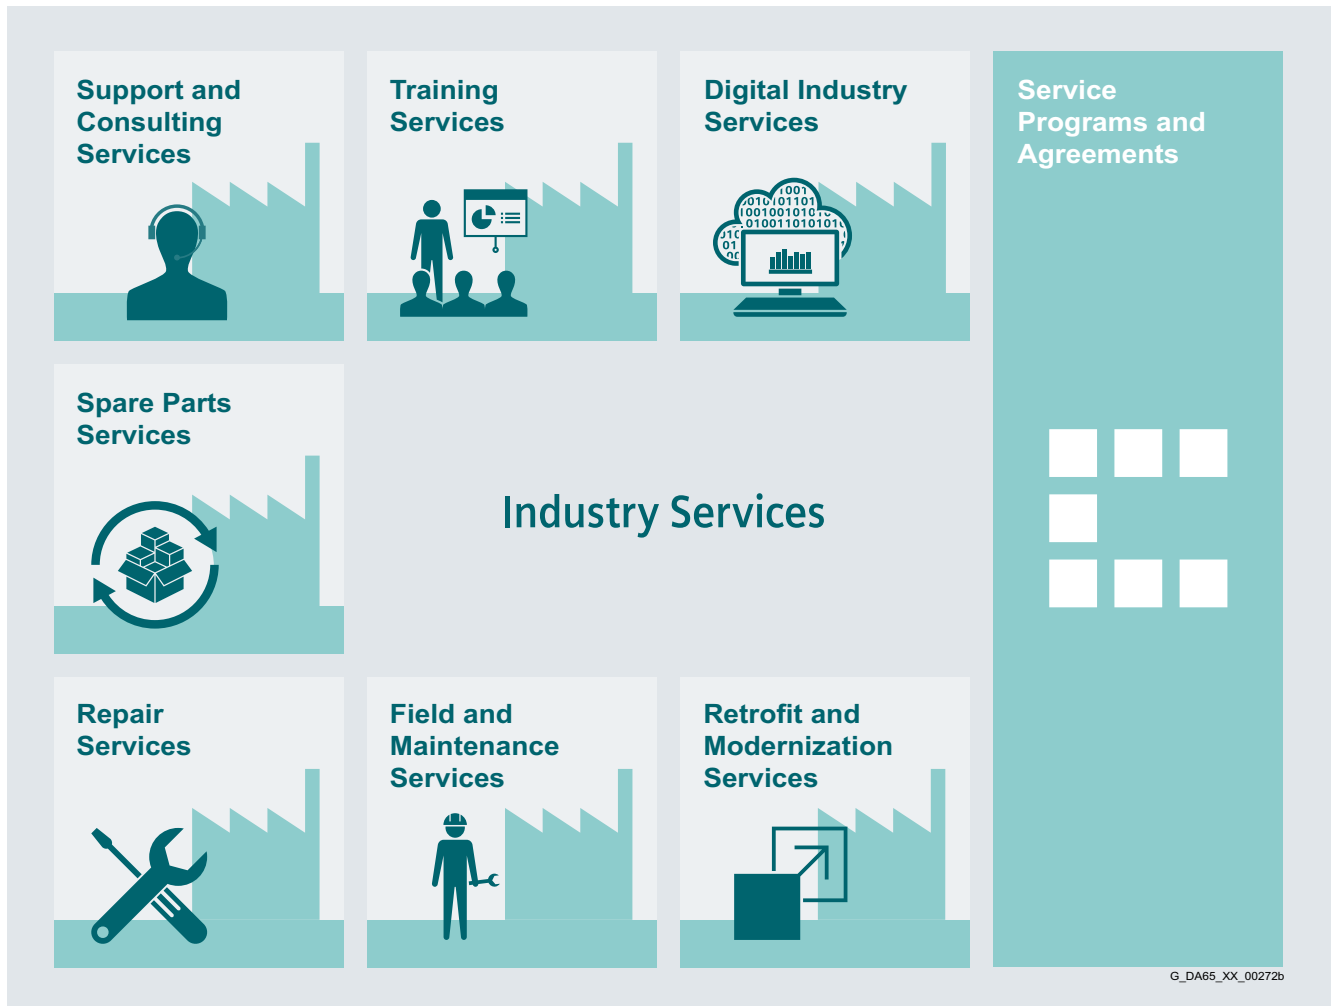 Support and
Consulting
Services
Training
Services
Digital Industry
Services
Service
Programs and
Agreements
Spare Parts
Services
Industry Services
Repair
Services
Field and
Maintenance
Services
Retrofit and
Modernization
Services
G_DA65_XX_00272b